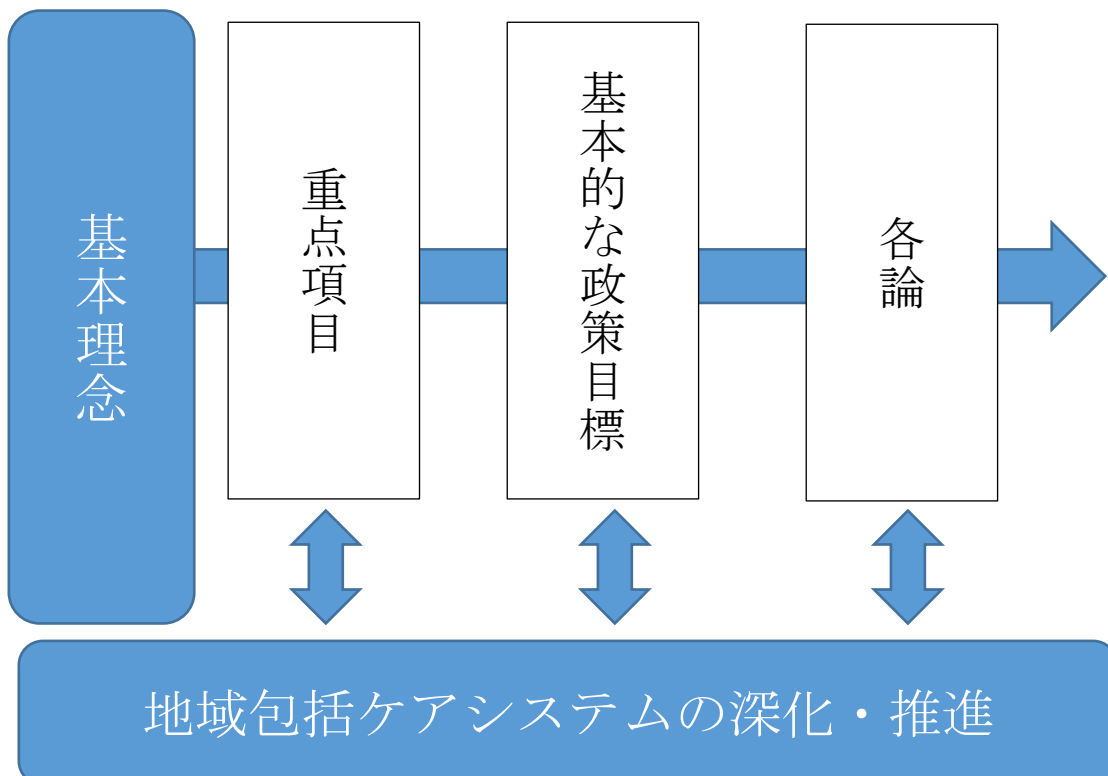 基本理念
重点項目
基本的な政策目標
各論
地域包括ケアシステムの深化・推進